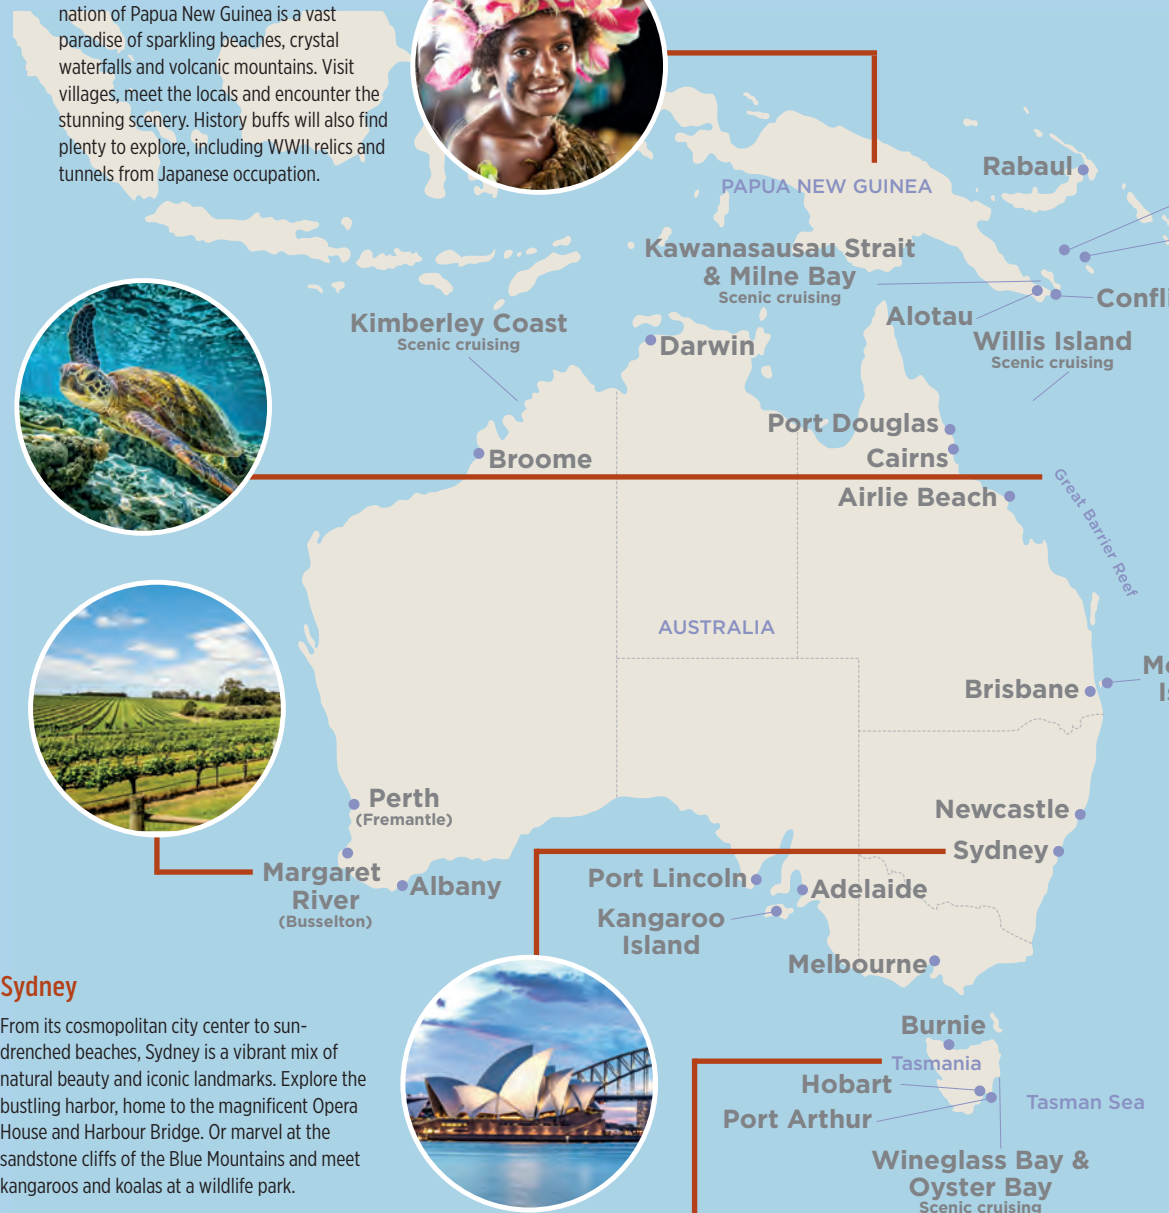 nation of Papua New Guinea is a vast
paradise of sparkling beaches, crystal
waterfalls and volcanic mountains. Visit
villages, meet the locals and encounter the
stunning scenery. History buffs will also find
plenty to explore, including WWII relics and
tunnels from Japanese occupation.
Rabaul
PAPUA NEW GUINEA
Kawanasausau Strait
& Milne Bay
Scenic cruising
Alotau
Kimberley Coast
Scenic cruising
Darwin
Willis Island
Scenic cruising
Port Douglas
Cairns
Broome
Airlie Beach
Great Barrier Reef
AUSTRALIA
Brisbane
Perth
(Fremantle)
Newcastle
Sydney
Margaret
River
(Busselton)
Albany
Port Lincoln
Adelaide
Kangaroo
Island
Melbourne
Sydney
From its cosmopolitan city center to sun-
drenched beaches, Sydney is a vibrant mix of
natural beauty and iconic landmarks. Explore the
bustling harbor, home to the magnificent Opera
House and Harbour Bridge. Or marvel at the
sandstone cliffs of the Blue Mountains and meet
kangaroos and koalas at a wildlife park.
Burnie
Tasmania
Hobart
Port Arthur
Tasman Sea
Wineglass Bay &
Oyster Bay
Scenic cruising